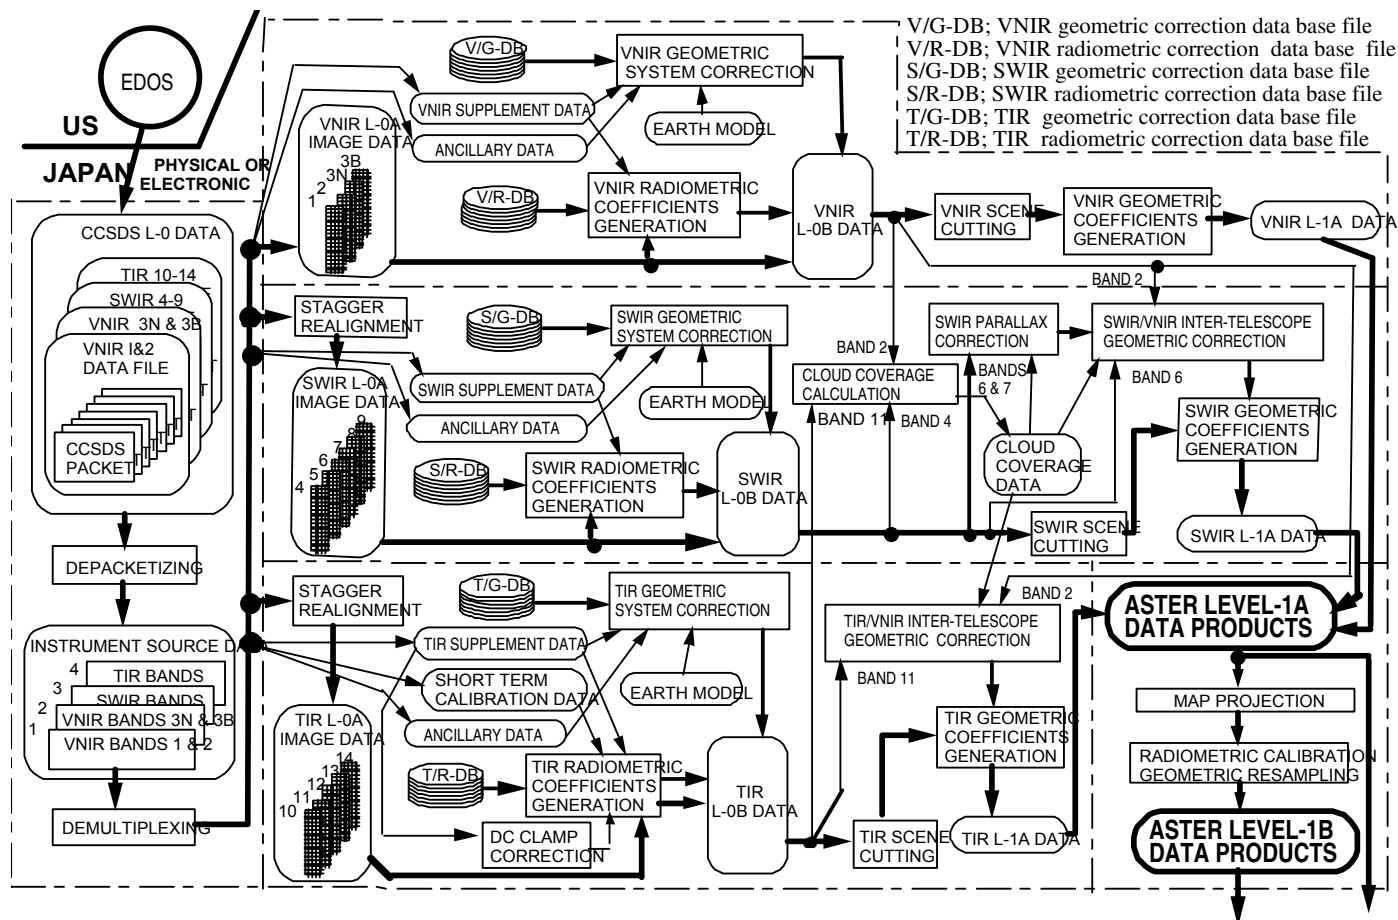 EDOS
US
JAPAN
PHYSICAL OR
ELECTRONIC
V/G-DB; VNIR geometric correction data base file
V/R-DB; VNIR radiometric correction data base file
S/G-DB; SWIR geometric correction data base file
S/R-DB; SWIR radiometric correction data base file
T/G-DB; TIR geometric correction data base file
T/R-DB; TIR radiometric correction data base file
CCSDS L-0 DATA
TIR 10-14
SWIR 4-9
VNIR 3N & 3B
VNIR I&2
DATA FILE
CCSDS
PACKET
DEPACKETIZING
INSTRUMENT SOURCE DA
4
TIR BANDS
3
SWIR BANDS
2
VNIR BANDS 3N & 3B
1
VNIR BANDS 1 & 2
DEMULTIPLEXING
V/G-DB
VNIR GEOMETRIC
SYSTEM CORRECTION
VNIR SUPPLEMENT DATA
EARTH MODEL
ANCILLARY DATA
VNIR L-0A
IMAGE DATA
3B
3N
2
1
V/R-DB
VNIR RADIOMETRIC
COEFFICIENTS
GENERATION
VNIR
L-0B DATA
VNIR SCENE
CUTTING
VNIR GEOMETRIC
COEFFICIENTS
GENERATION
VNIR L-1A DATA
BAND 2
STAGGER
REALIGNMENT
S/G-DB
SWIR GEOMETRIC
SYSTEM CORRECTION
SWIR SUPPLEMENT DATA
EARTH MODEL
ANCILLARY DATA
SWIR L-0A
IMAGE DATA
9
8
7
6
5
4
S/R-DB
SWIR RADIOMETRIC
COEFFICIENTS
GENERATION
SWIR
L-0B DATA
BAND 2
CLOUD COVERAGE
CALCULATION
BAND 11
BAND 4
SWIR PARALLAX
CORRECTION
BANDS
6 & 7
SWIR/VNIR INTER-TELESCOPE
GEOMETRIC CORRECTION
BAND 6
CLOUD
COVERAGE
DATA
SWIR GEOMETRIC
COEFFICIENTS
GENERATION
SWIR SCENE
CUTTING
SWIR L-1A DATA
STAGGER
REALIGNMENT
T/G-DB
TIR GEOMETRIC
SYSTEM CORRECTION
TIR SUPPLEMENT DATA
SHORT TERM
CALIBRATION DATA
EARTH MODEL
ANCILLARY DATA
TIR L-0A
IMAGE DATA
14
13
12
11
10
T/R-DB
TIR RADIOMETRIC
COEFFICIENTS
GENERATION
DC CLAMP
CORRECTION
TIR
L-0B DATA
BAND 2
TIR/VNIR INTER-TELESCOPE
GEOMETRIC CORRECTION
BAND 11
TIR GEOMETRIC
COEFFICIENTS
GENERATION
TIR SCENE
CUTTING
TIR L-1A DATA
ASTER LEVEL-1A
DATA PRODUCTS
MAP PROJECTION
RADIOMETRIC CALIBRATION
GEOMETRIC RESAMPLING
ASTER LEVEL-1B
DATA PRODUCTS